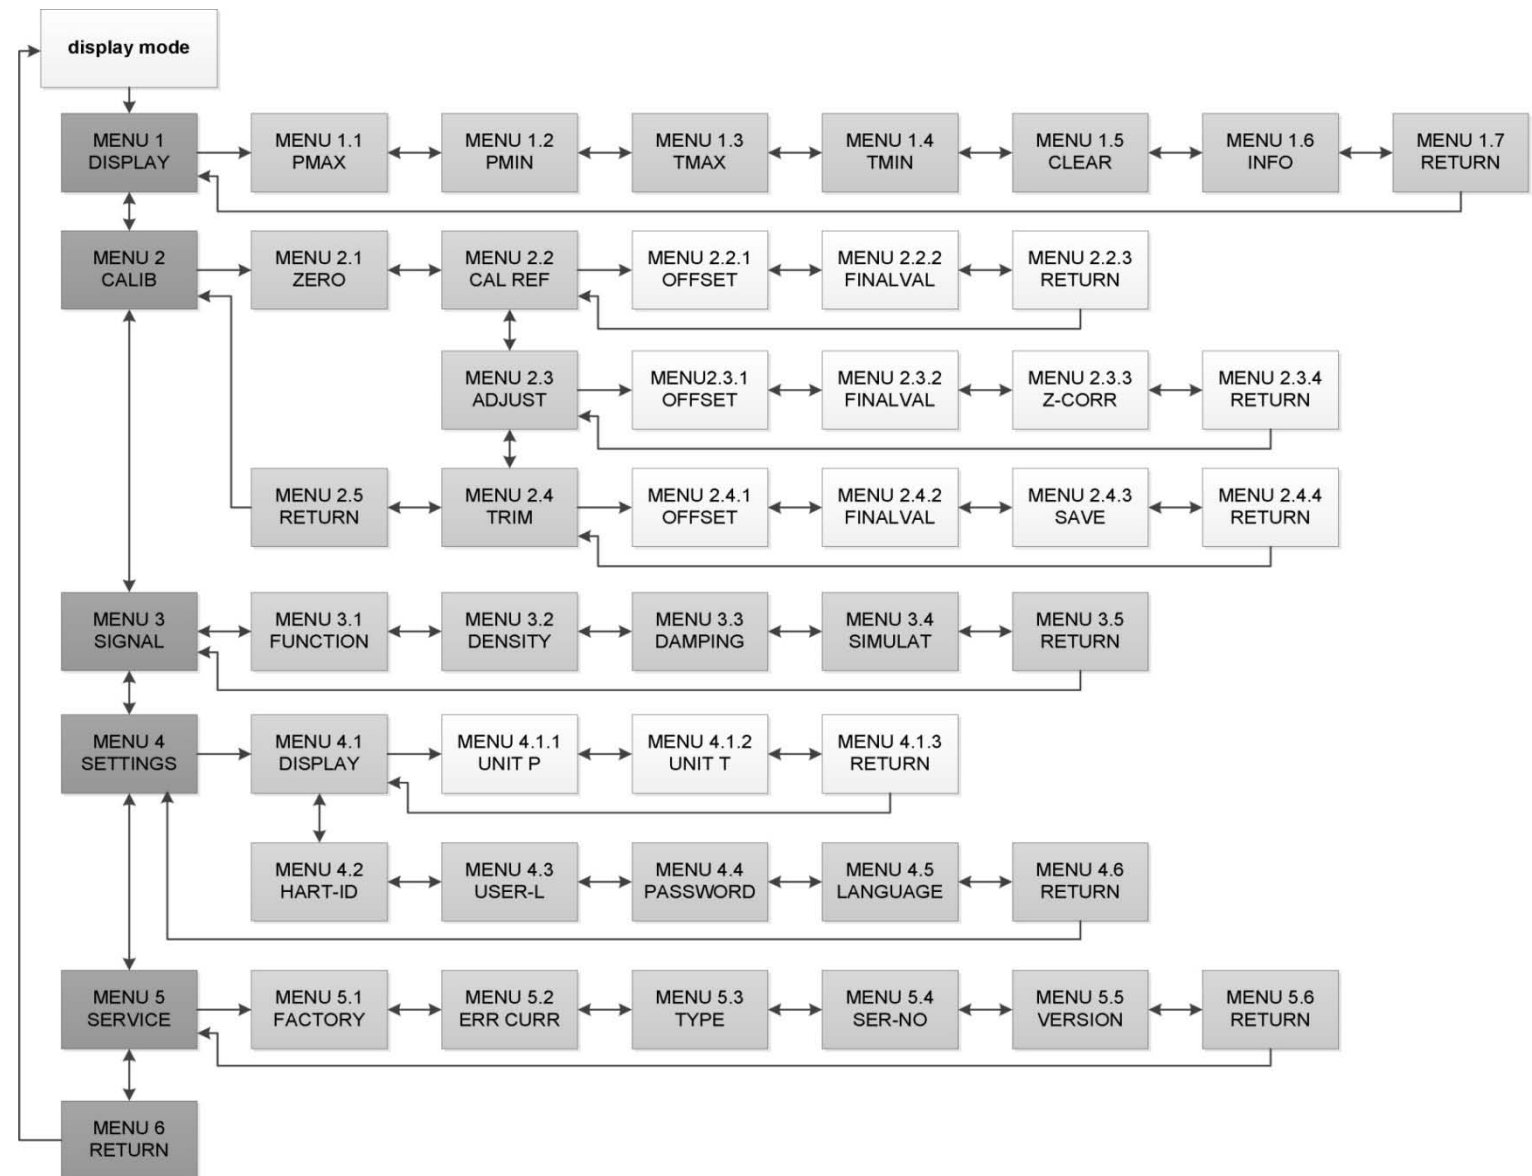 display mode
MENU 1
DISPLAY
MENU 1.1
PMAX
MENU 1.2
PMIN
MENU 1.3
TMAX
MENU 1.4
TMIN
MENU 1.5
CLEAR
MENU 1.6
INFO
MENU 1.7
RETURN
MENU 2
CALIB
MENU 2.1
ZERO
MENU 2.2
CAL REF
MENU 2.2.1
OFFSET
MENU 2.2.2
FINALVAL
MENU 2.2.3
RETURN
MENU 2.3
ADJUST
MENU2.3.1
OFFSET
MENU 2.3.2
FINALVAL
MENU 2.3.3
Z-CORR
MENU 2.3.4
RETURN
MENU 2.5
RETURN
MENU 2.4
TRIM
MENU 2.4.1
OFFSET
MENU 2.4.2
FINALVAL
MENU 2.4.3
SAVE
MENU 2.4.4
RETURN
MENU 3
SIGNAL
MENU 3.1
FUNCTION
MENU 3.2
DENSITY
MENU 3.3
DAMPING
MENU 3.4
SIMULAT
MENU 3.5
RETURN
MENU 4
SETTINGS
MENU 4.1
DISPLAY
MENU 4.1.1
UNIT P
MENU 4.1.2
UNIT T
MENU 4.1.3
RETURN
MENU 4.2
HART-ID
MENU 4.3
USER-L
MENU 4.4
PASSWORD
MENU 4.5
LANGUAGE
MENU 4.6
RETURN
MENU 5
SERVICE
MENU 5.1
FACTORY
MENU 5.2
ERR CURR
MENU 5.3
TYPE
MENU 5.4
SER-NO
MENU 5.5
VERSION
MENU 5.6
RETURN
MENU 6
RETURN